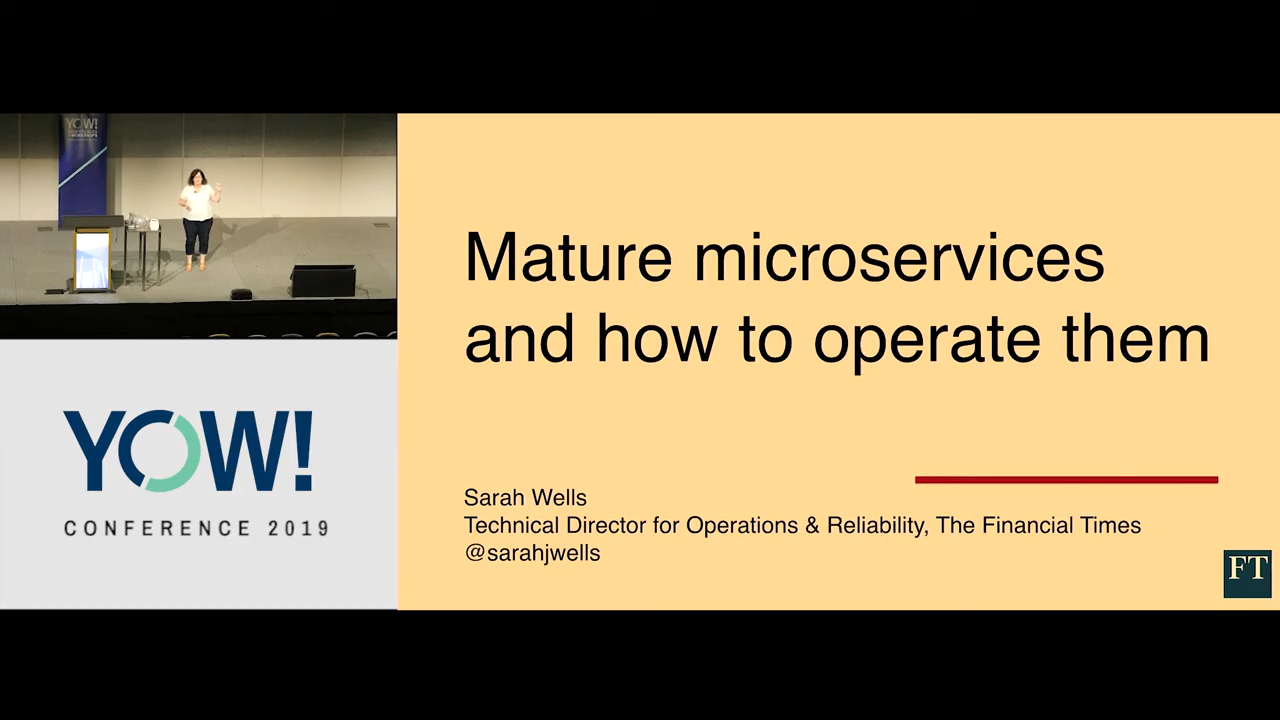 YOW!
YOW!
CONFERENCE 2019
Mature microservices
and how to operate them
Sarah Wells
Technical Director for Operations & Reliability, The Financial Times
@sarahjwells
FT